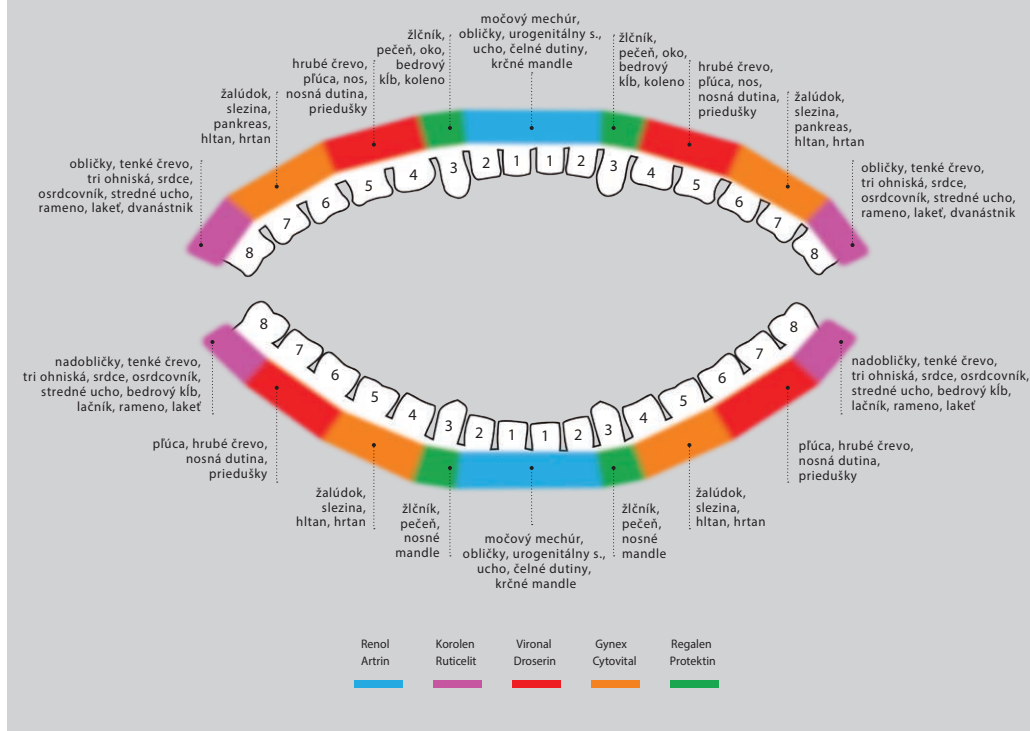 močový mechúr,
obličky, urogenitálny s.,
ucho, čelné dutiny,
krčné mandle
žlčník,
pečeň, oko,
bedrový
kĺb, koleno
žlčník,
pečeň, oko,
bedrový
kĺb, koleno
hrubé črevo,
pľúca, nos,
nosná dutina,
priedušky
hrubé črevo,
pľúca, nos,
nosná dutina,
priedušky
žalúdok,
slezina,
pankreas,
hltan, hrtan
žalúdok,
slezina,
pankreas,
hltan, hrtan
obličky, tenké črevo,
tri ohniská, srdce,
osrdcovník, stredné ucho,
rameno, lakeť, dvanástnik
obličky, tenké črevo,
tri ohniská, srdce,
osrdcovník, stredné ucho,
rameno, lakeť, dvanástnik
8 7 6 5 4 3 2 1 1 2 3 4 5 6 7 8
8 7 6 5 4 3 2 1 1 2 3 4 5 6 7 8
nadobličky, tenké črevo,
tri ohniská, srdce, osrdcovník,
stredné ucho, bedrový kĺb,
lačník, rameno, lakeť
nadobličky, tenké črevo,
tri ohniská, srdce, osrdcovník,
stredné ucho, bedrový kĺb,
lačník, rameno, lakeť
pľúca, hrubé črevo,
nosná dutina,
priedušky
pľúca, hrubé črevo,
nosná dutina,
priedušky
žalúdok,
slezina,
hltan, hrtan
žlčník,
pečeň,
nosné
mandle
močový mechúr,
obličky, urogenitálny s.,
ucho, čelné dutiny,
krčné mandle
žlčník,
pečeň,
nosné
mandle
žalúdok,
slezina,
hltan, hrtan
Renol Korolen Vironal Gynex Regalen
Artrin Ruticelit Droserin Cytovital Protektin